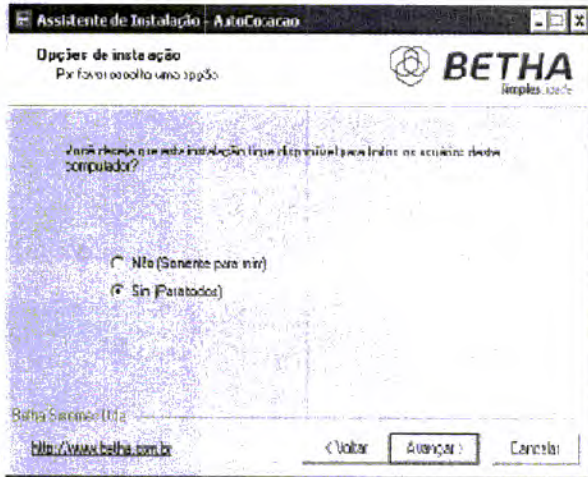 Assistente de Instalação - AutoCotacao
Opções de instalação
Por favor escolha uma opção
BETHA
Simplicidade
Você deseja que esta instalação fique disponível para todos os usuários deste
computador?
Não (Somente para mim)
Sim (Para todos)
Betha Sistemas Ltda
http://www.betha.com.br
< Voltar
Avançar >
Cancelar